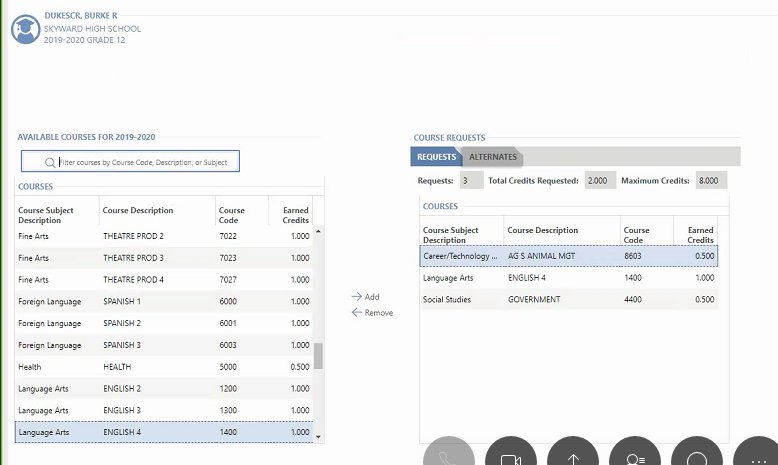 DUKESCR, BURKE R
SKYWARD HIGH SCHOOL
2019-2020 GRADE 12
AVAILABLE COURSES FOR 2019-2020
Filter courses by Course Code, Description, or Subject
COURSES
Course Subject Description Course Description Course Code Earned Credits
Fine Arts THEATRE PROD 2 7022 1.000
Fine Arts THEATRE PROD 3 7023 1.000
Fine Arts THEATRE PROD 4 7027 1.000
Foreign Language SPANISH 1 6000 1.000
Foreign Language SPANISH 2 6001 1.000
Foreign Language SPANISH 3 6003 1.000
Health HEALTH 5000 0.500
Language Arts ENGLISH 2 1200 1.000
Language Arts ENGLISH 3 1300 1.000
Language Arts ENGLISH 4 1400 1.000
Add
Remove
COURSE REQUESTS
REQUESTS ALTERNATES
Requests: 3 Total Credits Requested: 2.000 Maximum Credits: 8.000
COURSES
Course Subject Description Course Description Course Code Earned Credits
Career/Technology ... AG S ANIMAL MGT 8603 0.500
Language Arts ENGLISH 4 1400 1.000
Social Studies GOVERNMENT 4400 0.500